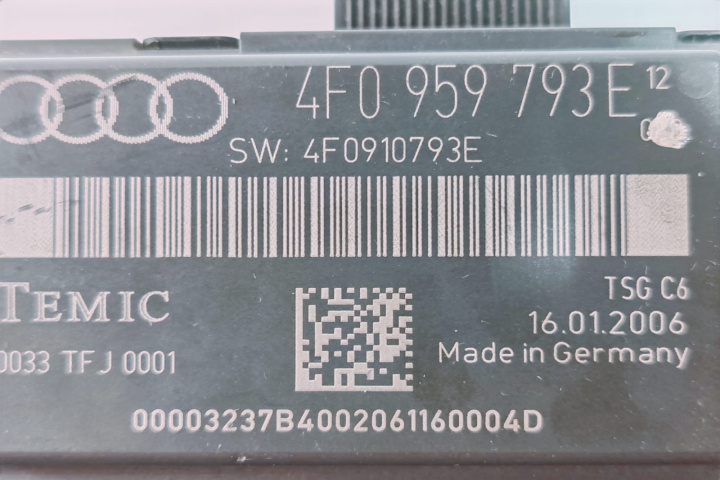 4F0 959 793E 12
SW: 4F0910793E
TEMIC
TSG C6
16.01.2006
0033 TFJ 0001
Made in Germany
00003237B4002061160004D